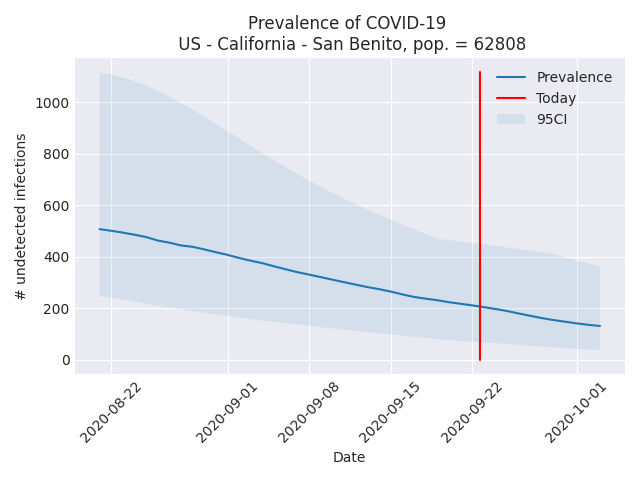 Prevalence of COVID-19
US - California - San Benito, pop. = 62808
Prevalence
Today
95CI
# undetected infections
1000
800
600
400
200
0
2020-08-22
2020-09-01
2020-09-08
2020-09-15
2020-09-22
2020-10-01
Date